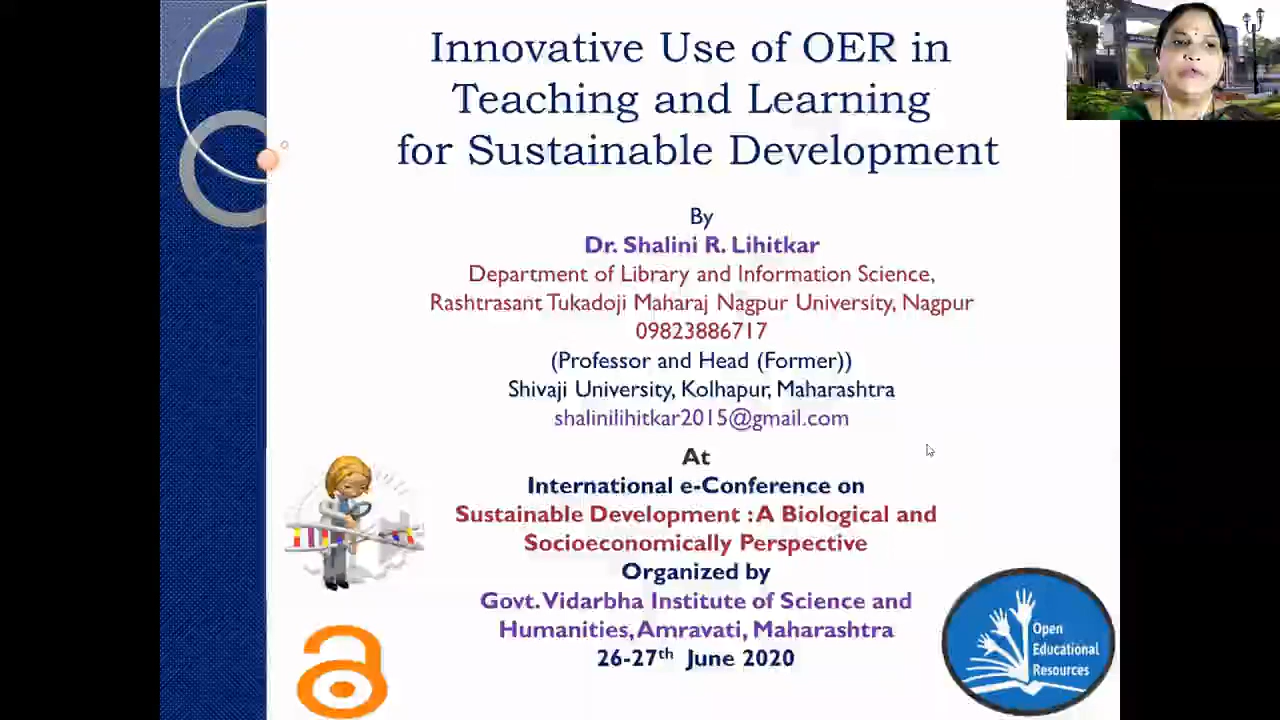 Innovative Use of OER in
Teaching and Learning
for Sustainable Development
By
Dr. Shalini R. Lihitkar
Department of Library and Information Science,
Rashtrasant Tukadoji Maharaj Nagpur University, Nagpur
09823886717
(Professor and Head (Former))
Shivaji University, Kolhapur, Maharashtra
shalinilihitkar2015@gmail.com
At
International e-Conference on
Sustainable Development : A Biological and
Socioeconomically Perspective
Organized by
Govt. Vidarbha Institute of Science and
Humanities, Amravati, Maharashtra
26-27th June 2020
Open
Educational
Resources